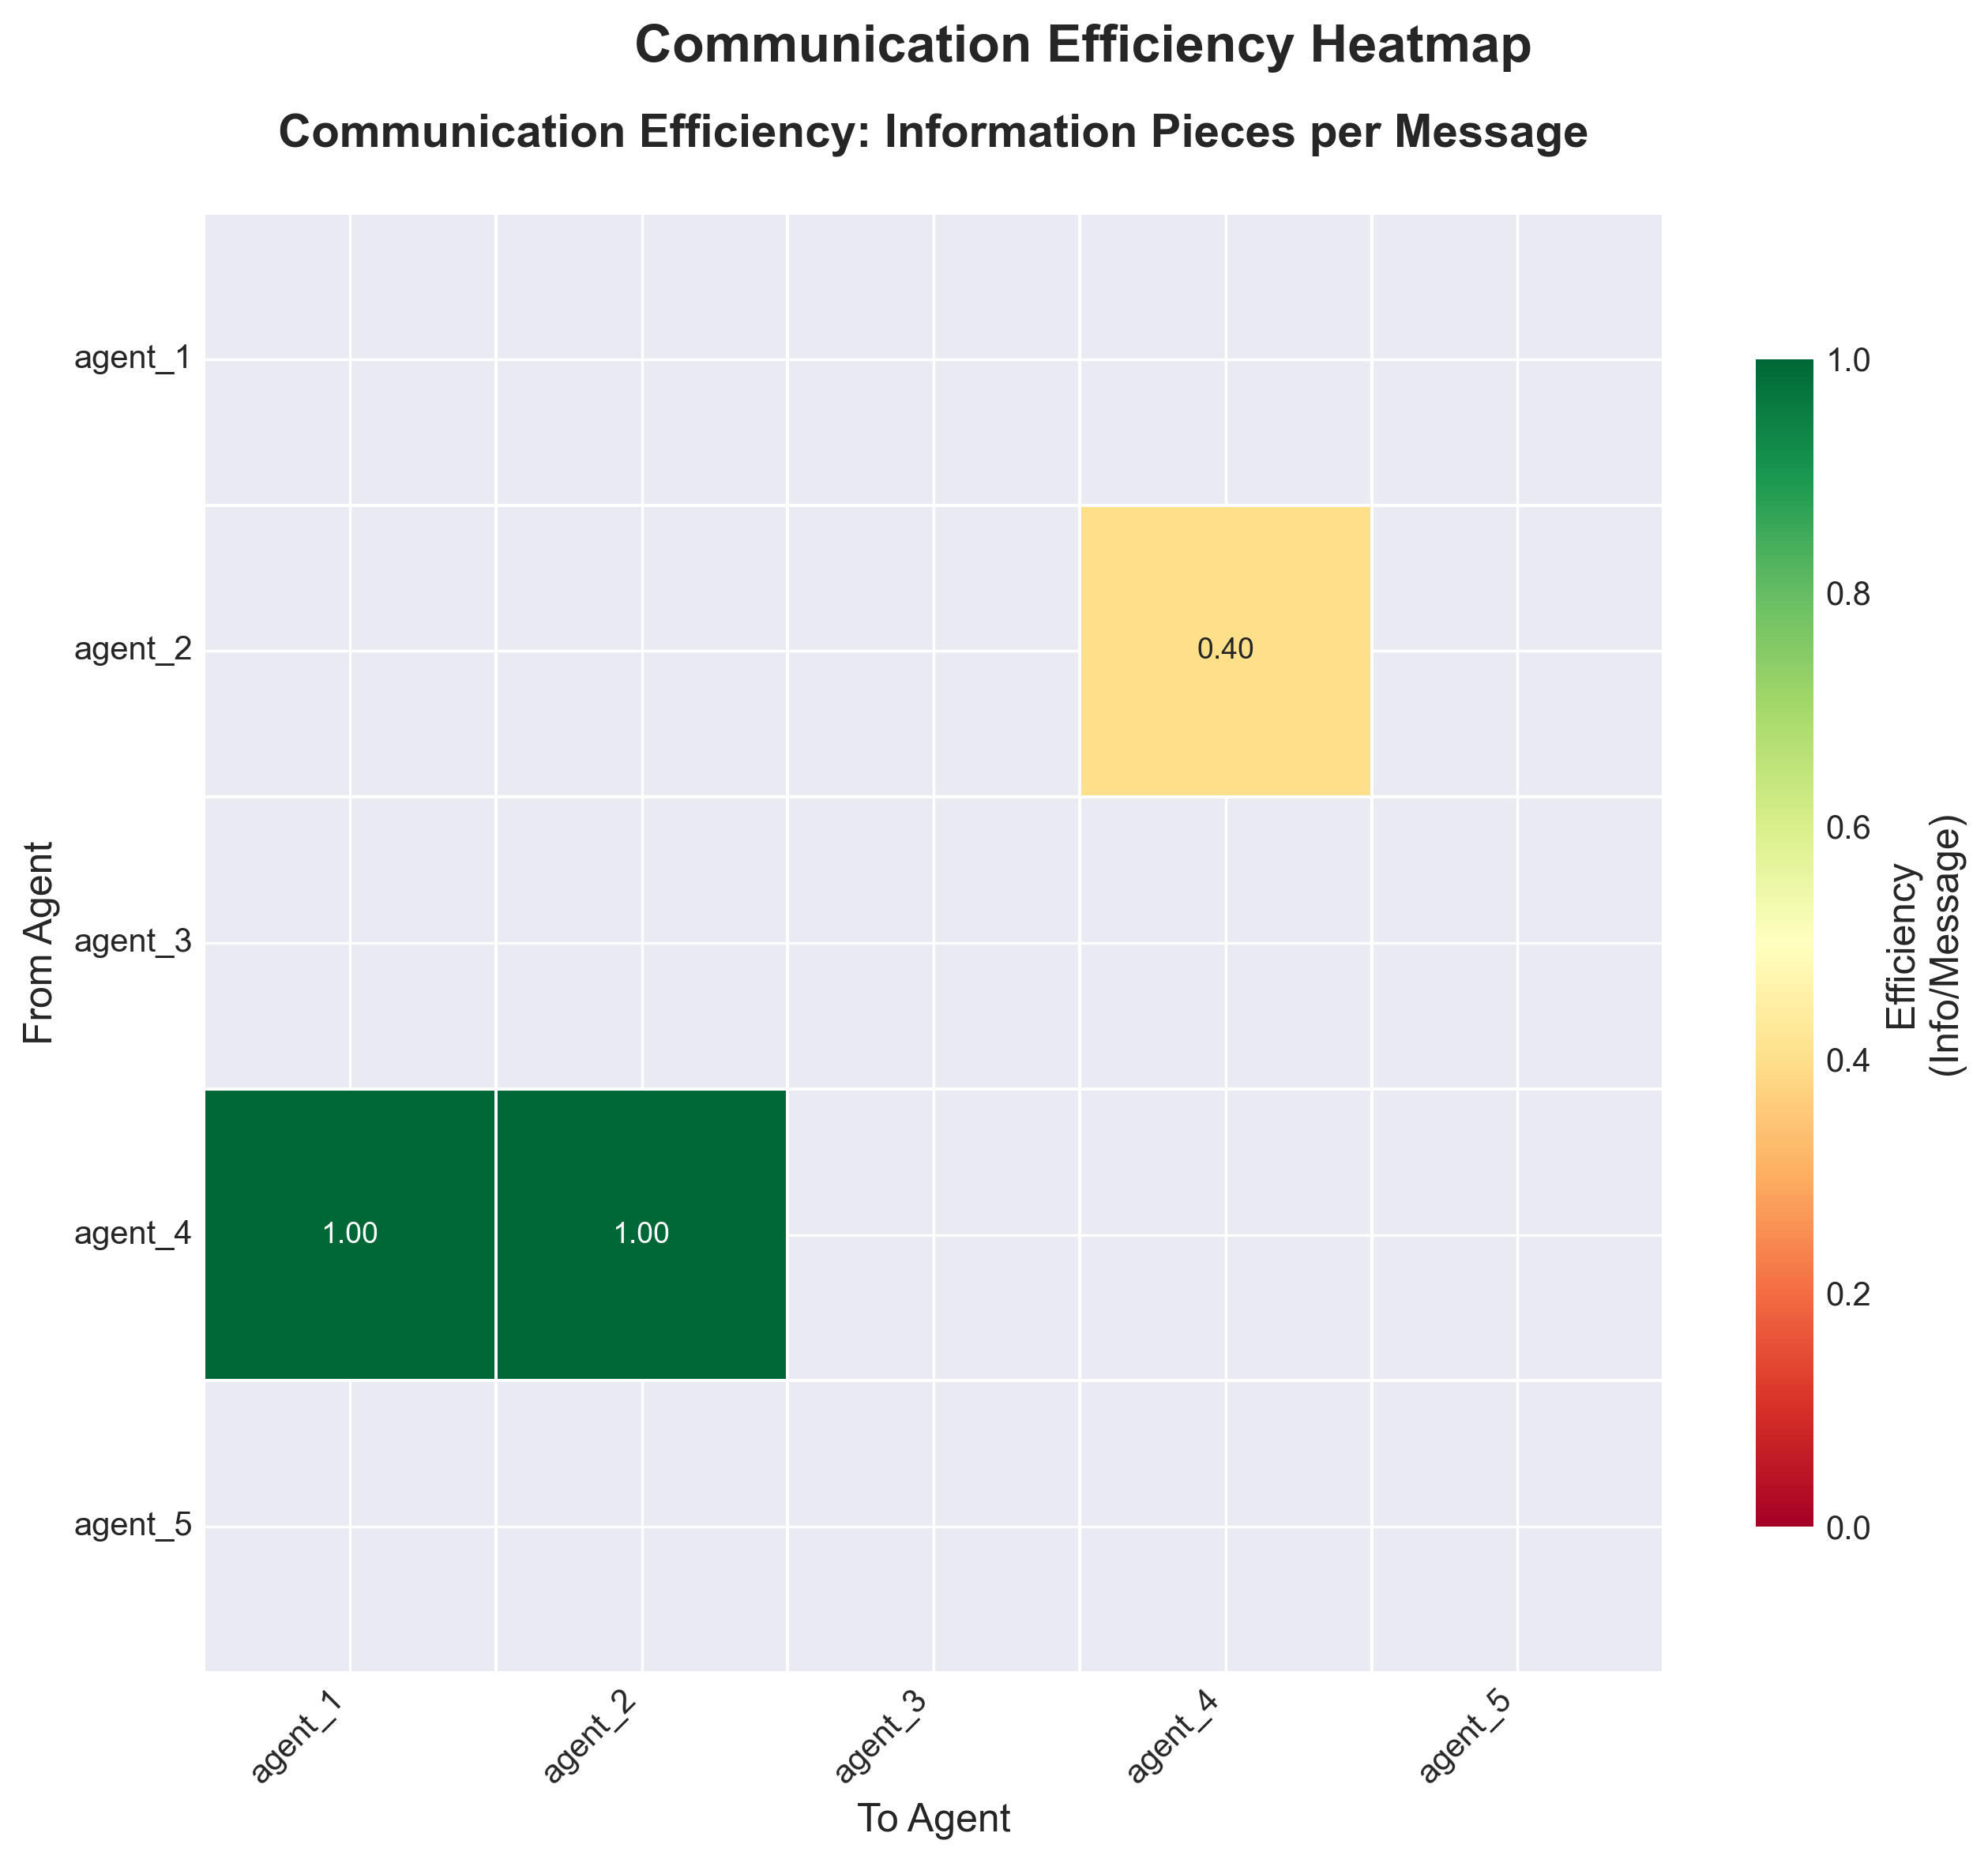 Communication Efficiency Heatmap
Communication Efficiency: Information Pieces per Message
From Agent
agent_1
agent_2
agent_3
agent_4
agent_5
0.40
1.00 1.00
agent_1 agent_2 agent_3 agent_4 agent_5
To Agent
1.0
0.8
0.6
0.4
0.2
0.0
Efficiency
(Info/Message)